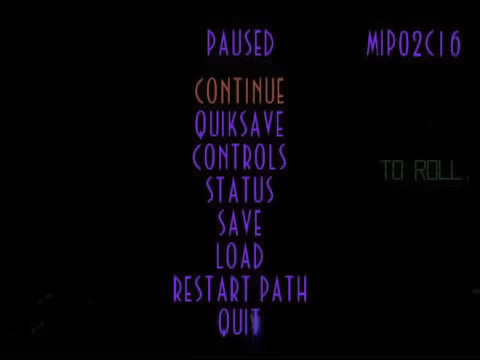 PAUSED
MIP02C16
CONTINUE
QUIKSAVE
CONTROLS
STATUS
TO ROLL.
SAVE
LOAD
RESTART PATH
QUIT